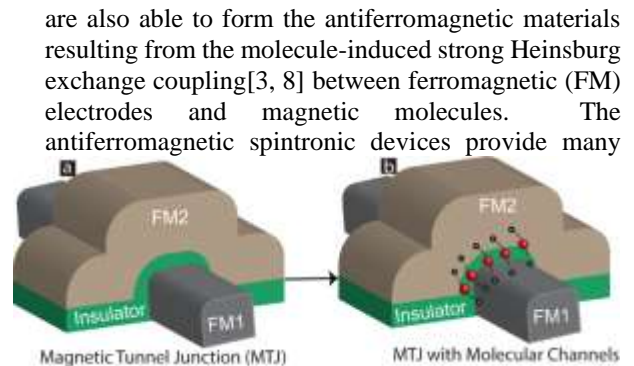 are also able to form the antiferromagnetic materials
resulting from the molecule-induced strong Heinsburg
exchange coupling[3, 8] between ferromagnetic (FM)
electrodes and magnetic molecules. The
antiferromagnetic spintronic devices provide many
a
b
FM2
FM2
Insulator
FM1
Insulator
FM1
Magnetic Tunnel Junction (MTJ)
MTJ with Molecular Channels